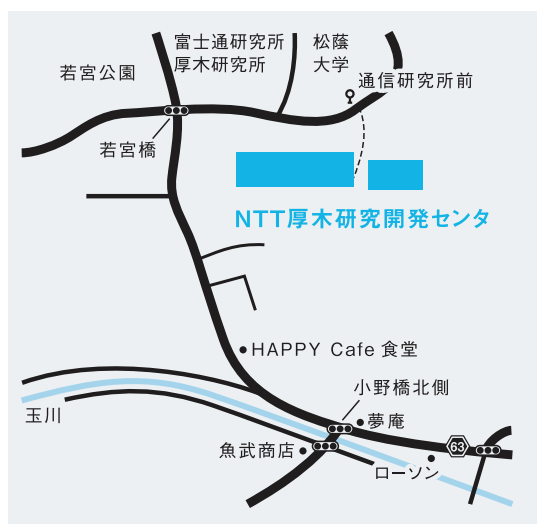 富士通研究所
厚木研究所
松蔭
大学
若宮公園
通信研究所前
若宮橋
NTT厚木研究開発センタ
HAPPY Cafe 食堂
小野橋北側
玉川
夢庵
魚武商店
63
ローソン